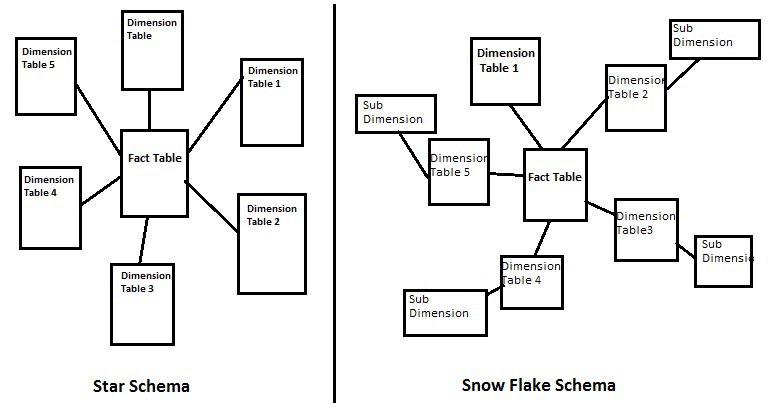 Dimension
Table
Dimension
Table 5
Dimension
Table 1
Fact Table
Dimension
Table 4
Dimension
Table 2
Dimension
Table 3
Star Schema
Sub
Dimension
Dimension
Table 1
Dimension
Table 2
Sub
Dimension
Dimension
Table 5
Fact Table
Dimension
Table3
Sub
Dimensio
Dimension
Table 4
Sub
Dimension
Snow Flake Schema